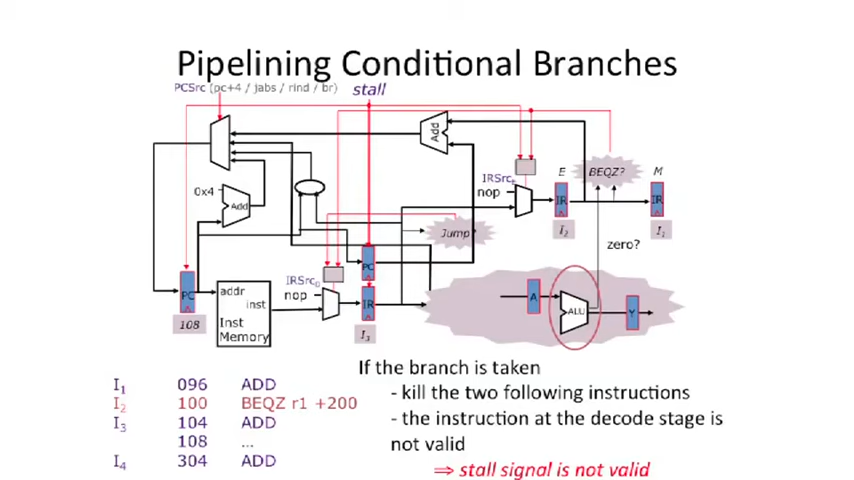 Pipelining Conditional Branches
PCSrc (pc+4 / jabs / rind / br)
stall
Add
E
M
IRSrc_E
BEQZ?
nop
IR
IR
0x4
Add
I₂
I₁
Jump
zero?
PC
IRSrc_D
PC
addr
nop
A
inst
IR
ALU
Y
108
Inst
Memory
I₃
If the branch is taken
- kill the two following instructions
- the instruction at the decode stage is
not valid
⇒ stall signal is not valid
I₁ 096 ADD
I₂ 100 BEQZ r1 +200
I₃ 104 ADD
108 ...
I₄ 304 ADD